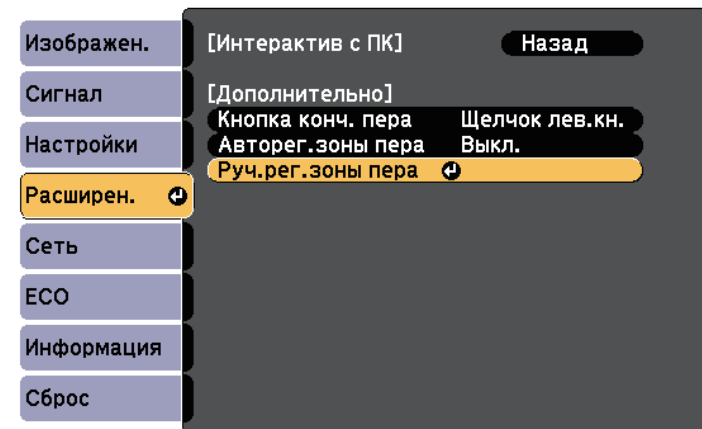 Изображен.
Сигнал
Настройки
Расширен.
Сеть
ECO
Информация
Сброс
[Интерактив с ПК] Назад
[Дополнительно]
Кнопка конч. пера Щелчок лев.кн.
Авторег.зоны пера Выкл.
Руч.рег.зоны пера